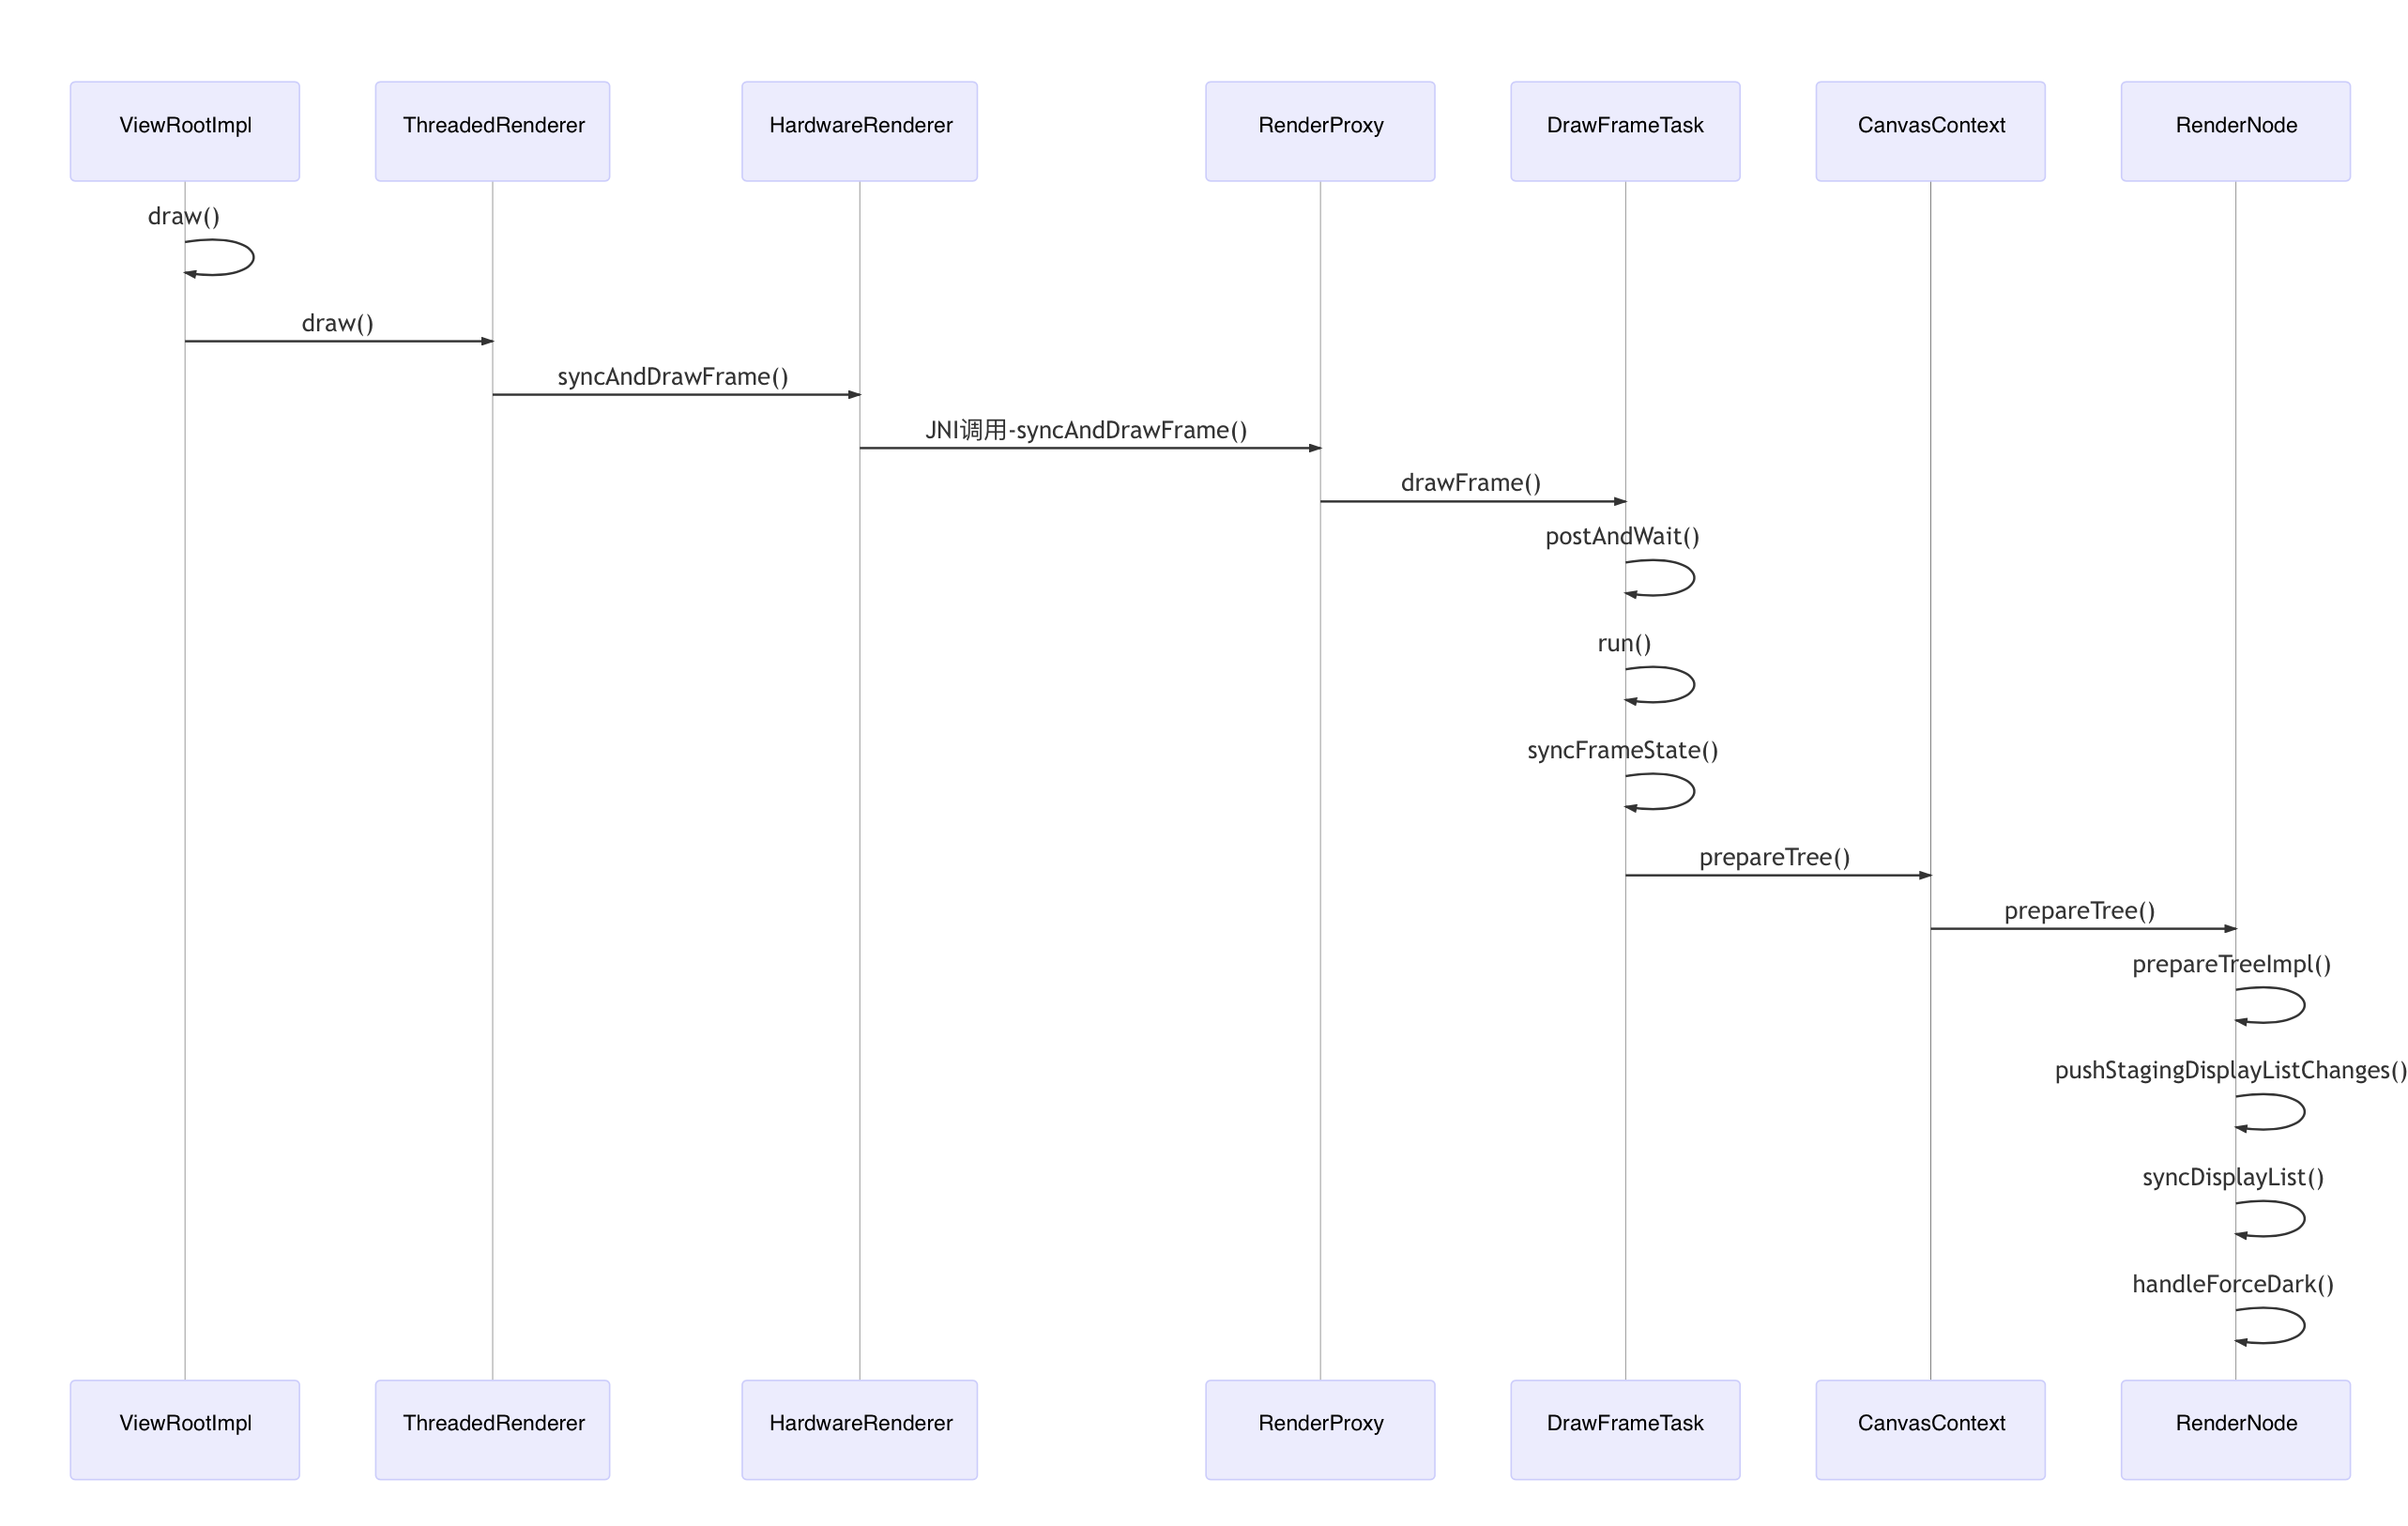 ViewRootImpl
ThreadedRenderer
HardwareRenderer
RenderProxy
DrawFrameTask
CanvasContext
RenderNode
draw()
draw()
syncAndDrawFrame()
JNI调用-syncAndDrawFrame()
drawFrame()
postAndWait()
run()
syncFrameState()
prepareTree()
prepareTree()
prepareTreeImpl()
pushStagingDisplayListChanges()
syncDisplayList()
handleForceDark()
ViewRootImpl
ThreadedRenderer
HardwareRenderer
RenderProxy
DrawFrameTask
CanvasContext
RenderNode